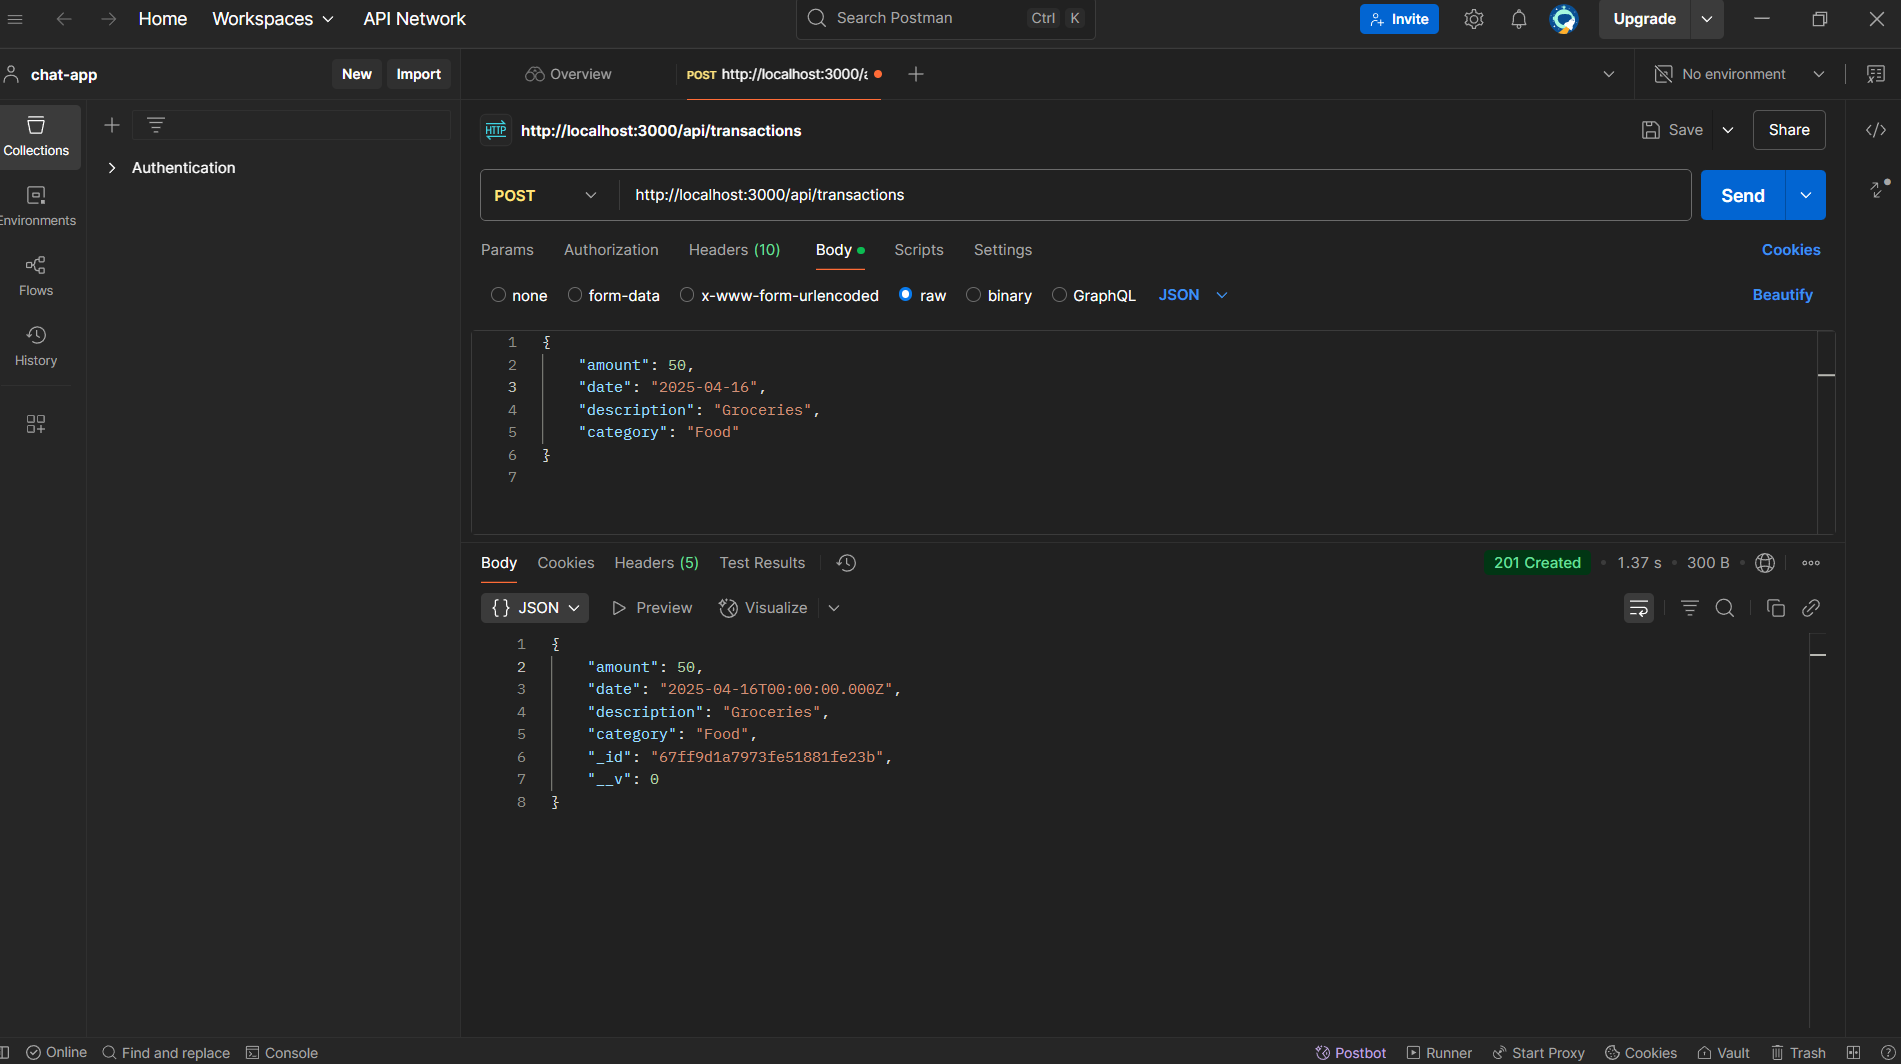 Home Workspaces API Network Search Postman Ctrl K Invite Upgrade
chat-app New Import Overview POST http://localhost:3000/a No environment
HTTP http://localhost:3000/api/transactions Save Share
Collections
Authentication
Environments
Flows
History
POST http://localhost:3000/api/transactions Send
Params Authorization Headers (10) Body Scripts Settings Cookies
none form-data x-www-form-urlencoded raw binary GraphQL JSON Beautify
1 {
2 "amount": 50,
3 "date": "2025-04-16",
4 "description": "Groceries",
5 "category": "Food"
6 }
7
Body Cookies Headers (5) Test Results 201 Created • 1.37 s • 300 B •
{} JSON Preview Visualize
1 {
2 "amount": 50,
3 "date": "2025-04-16T00:00:00.000Z",
4 "description": "Groceries",
5 "category": "Food",
6 "_id": "67ff9d1a7973fe51881fe23b",
7 "__v": 0
8 }
Online Find and replace Console Postbot Runner Start Proxy Cookies Vault Trash